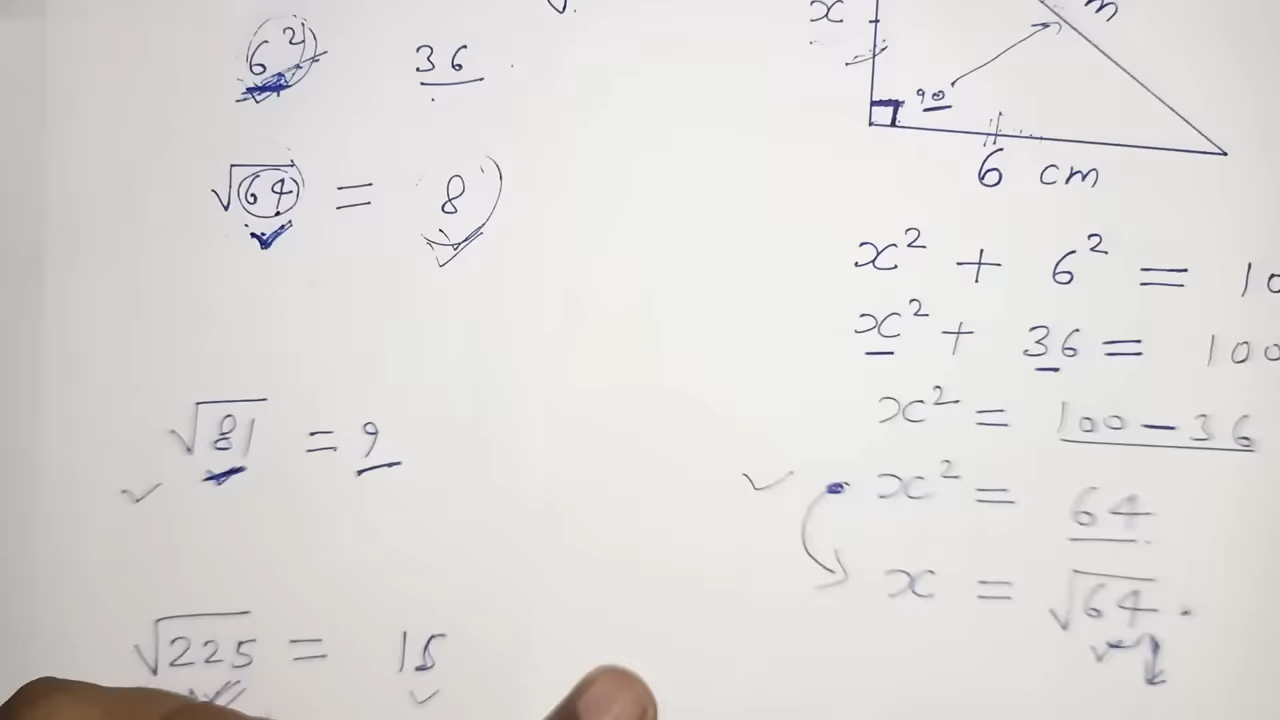 6² 36
√64 = 8
√81 = 9
√225 = 15
x
90
6 cm
x² + 6² = 10
x² + 36 = 100
x² = 100 - 36
x² = 64
x = √64